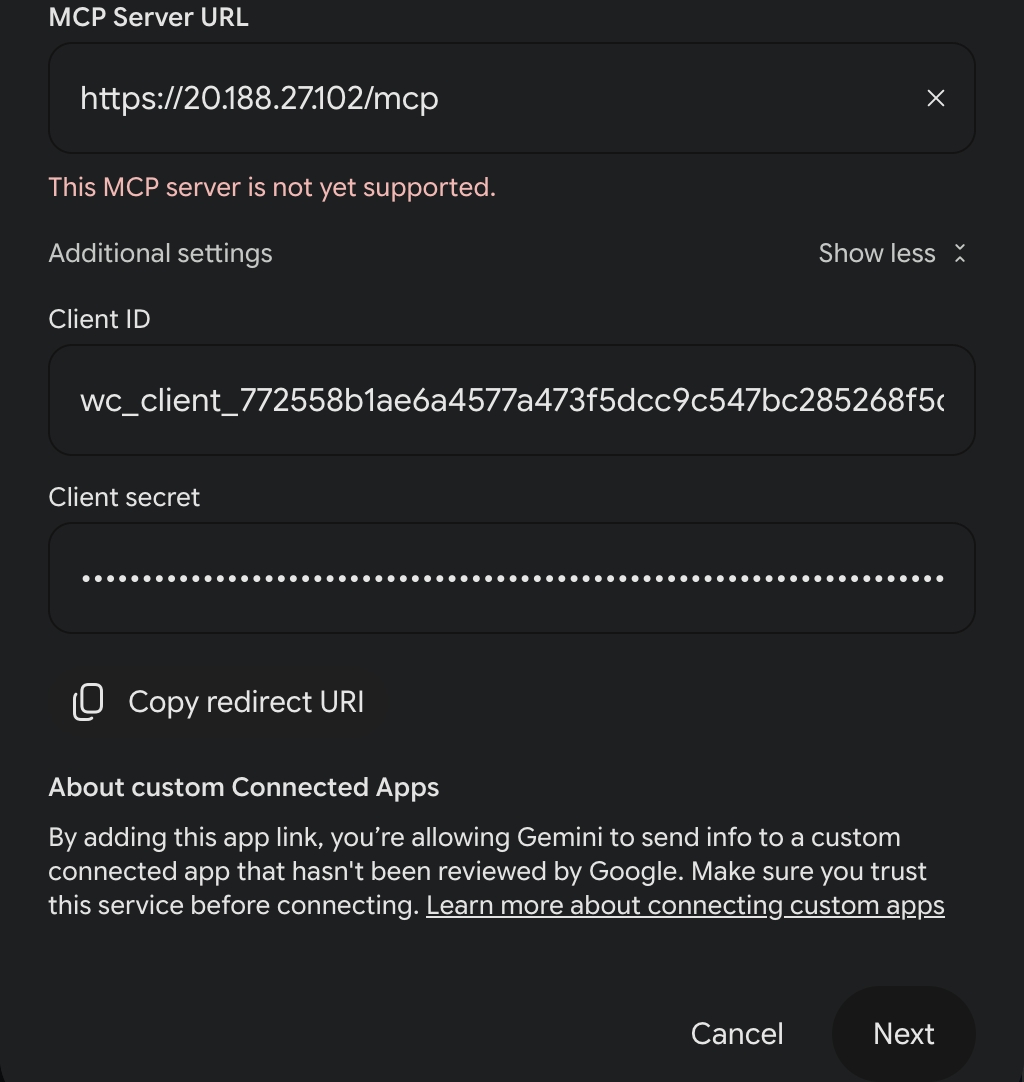 MCP Server URL
https://20.188.27.102/mcp
This MCP server is not yet supported.
Additional settings
Show less
Client ID
wc_client_772558b1ae6a4577a473f5dcc9c547bc285268f5
Client secret
Copy redirect URI
About custom Connected Apps
By adding this app link, you’re allowing Gemini to send info to a custom
connected app that hasn't been reviewed by Google. Make sure you trust
this service before connecting. Learn more about connecting custom apps
Cancel
Next